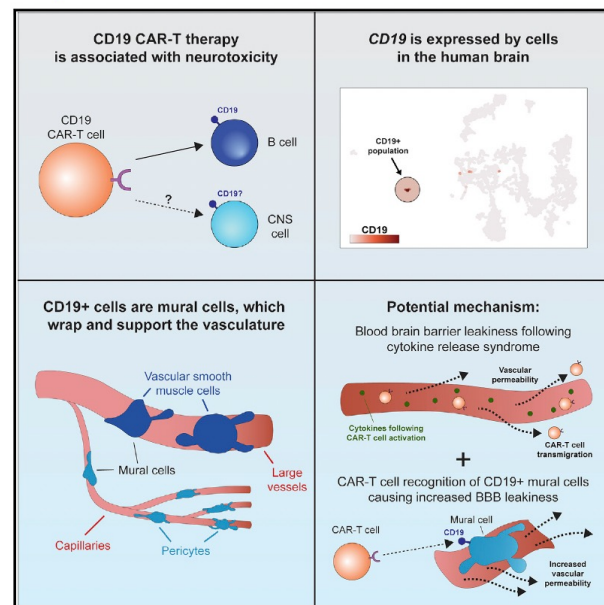 CD19 CAR-T therapy
is associated with neurotoxicity
CD19
CAR-T cell
CD19
B cell
?
CD19?
CNS
cell
CD19 is expressed by cells
in the human brain
CD19+
population
CD19
CD19+ cells are mural cells, which
wrap and support the vasculature
Vascular smooth
muscle cells
Mural cells
Large
vessels
Capillaries
Pericytes
Potential mechanism:
Blood brain barrier leakiness following
cytokine release syndrome
Vascular
permeability
Cytokines following
CAR-T cell activation
CAR-T cell
transmigration
+
CAR-T cell recognition of CD19+ mural cells
causing increased BBB leakiness
CAR-T cell
Mural cell
CD19
Increased
vascular
permeability